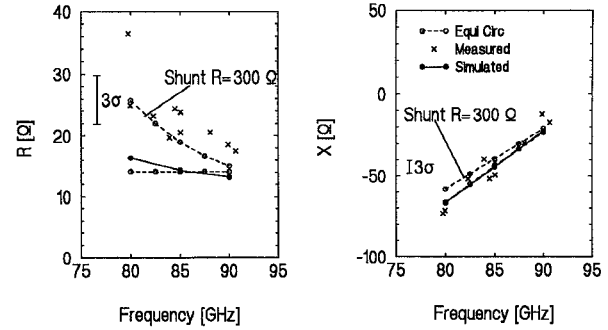 40
30
20
10
0
R [Ω]
3σ
Shunt R=300 Ω
75 80 85 90 95
Frequency [GHz]
50
0
-50
-100
X [Ω]
Equi Circ
Measured
Simulated
Shunt R=300 Ω
3σ
75 80 85 90 95
Frequency [GHz]